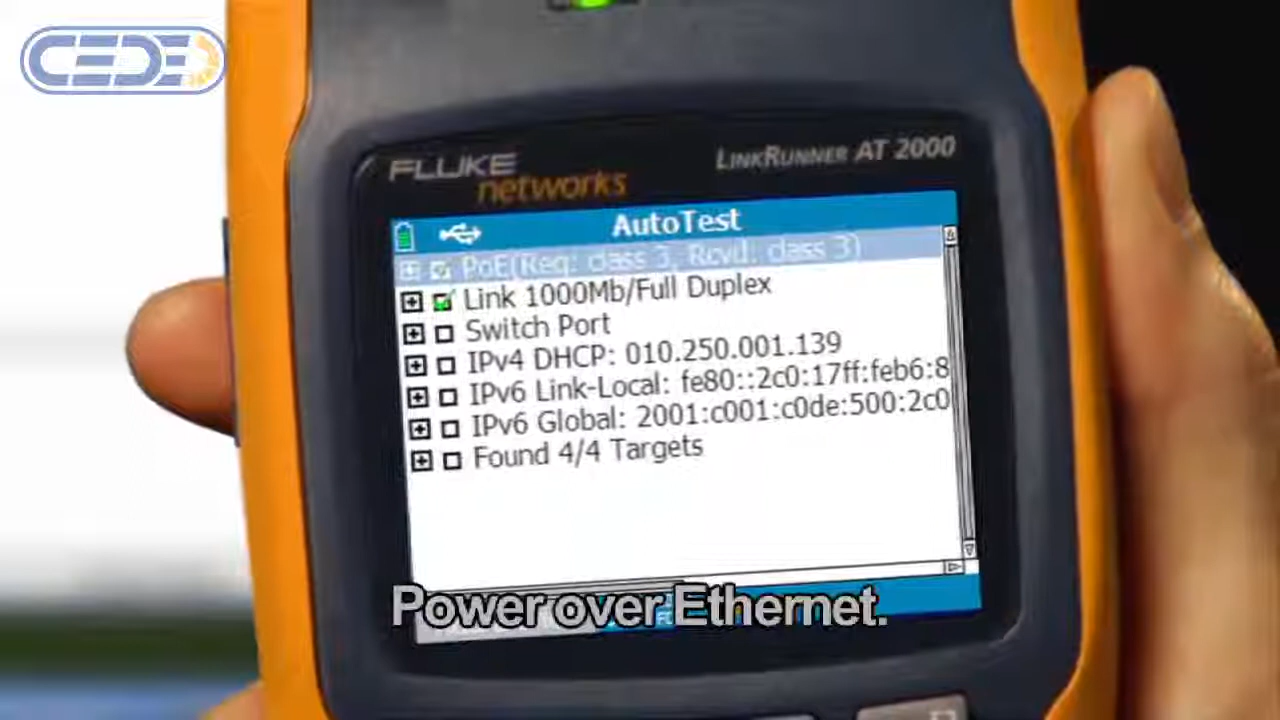 CEDE
FLUKE
networks
LINKRUNNER AT 2000
AutoTest
PoE(Req: class 3, Rcvd: class 3)
Link 1000Mb/Full Duplex
Switch Port
IPv4 DHCP: 010.250.001.139
IPv6 Link-Local: fe80::2c0:17ff:feb6:8
IPv6 Global: 2001:c001:c0de:500:2c0
Found 4/4 Targets
Power over Ethernet.